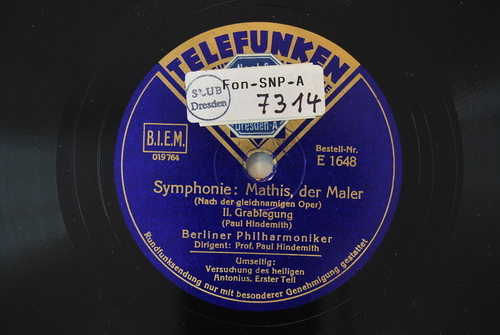 TELEFUNKEN
SLUB
Dresden
Fon-SNP-A
7314
Dresden-A
B.I.E.M.
019764
Bestell-Nr.
E 1648
Symphonie: Mathis, der Maler
(Nach der gleichnamigen Oper)
II. Grablegung
(Paul Hindemith)
Berliner Philharmoniker
Dirigent: Prof. Paul Hindemith
Umseitig:
Versuchung des heiligen
Antonius, Erster Teil
Rundfunksendung nur mit besonderer Genehmigung gestattet